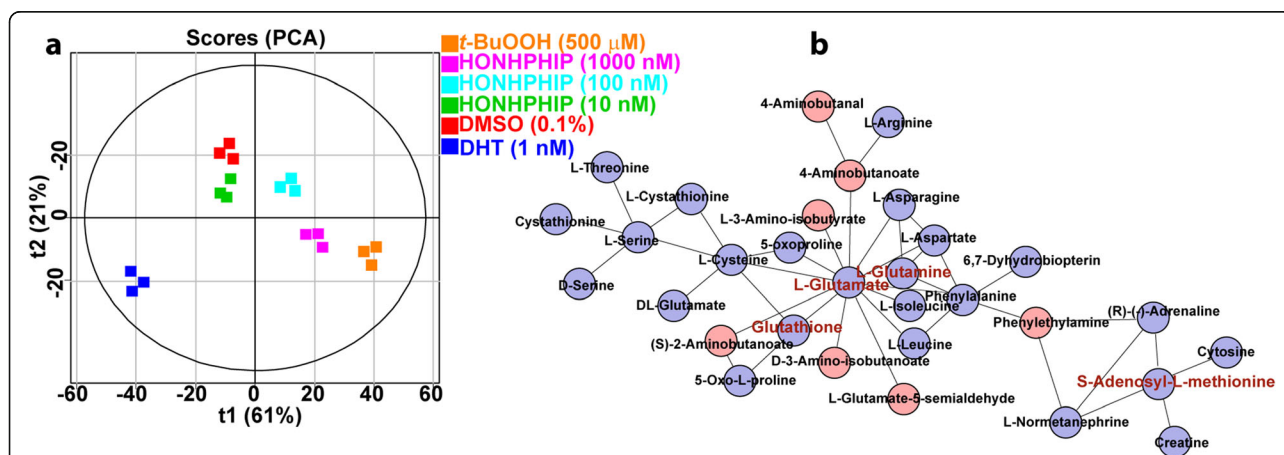 a
Scores (PCA)
t-BuOOH (500 μM)
HONHPHIP (1000 nM)
HONHPHIP (100 nM)
HONHPHIP (10 nM)
DMSO (0.1%)
DHT (1 nM)
-20
0
-20
t2 (21%)
-60 -40 -20 0 20 40 60
t1 (61%)
b
4-Aminobutanal
L-Arginine
L-Threonine
4-Aminobutanoate
L-Cystathionine
L-Asparagine
Cystathionine
L-3-Amino-isobutyrate
L-Serine
5-oxoproline
L-Aspartate
L-Cysteine
6,7-Dyhydrobiopterin
L-Glutamine
D-Serine
L-Glutamate
Phenylalanine
DL-Glutamate
L-isoleucine
(R)-(-)-Adrenaline
Phenylethylamine
Glutathione
(S)-2-Aminobutanoate
L-Leucine
Cytosine
D-3-Amino-isobutanoate
5-Oxo-L-proline
S-Adenosyl-L-methionine
L-Glutamate-5-semialdehyde
L-Normetanephrine
Creatine